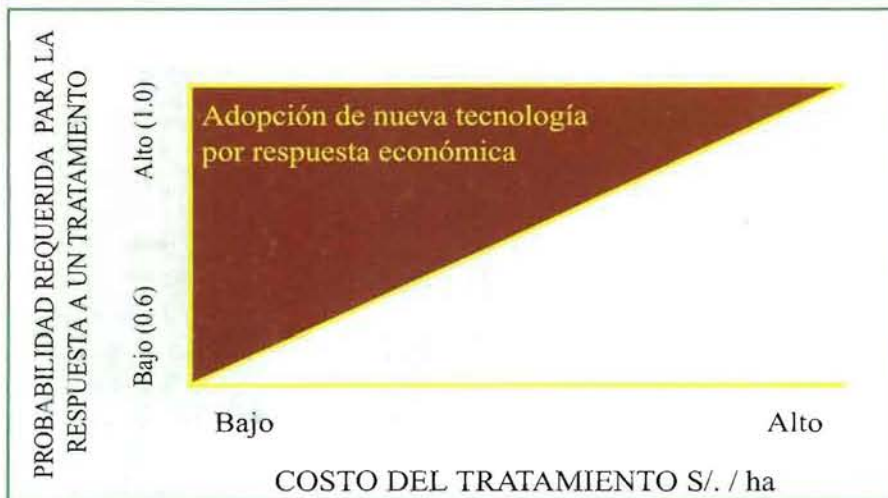 PROBABILIDAD REQUERIDA PARA LA
RESPUESTA A UN TRATAMIENTO
Alto (1.0)
Bajo (0.6)
Adopción de nueva tecnología
por respuesta económica
Bajo
Alto
COSTO DEL TRATAMIENTO S/. / ha